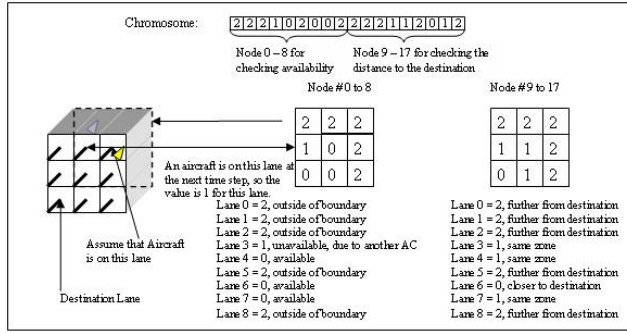 Chromosome: 2 2 2 1 0 2 0 0 2 2 2 2 1 1 2 0 1 2
Node 0 – 8 for
checking availability
Node 9 – 17 for checking the
distance to the destination
Node #0 to 8
Node #9 to 17
2 2 2
1 0 2
0 0 2
2 2 2
1 1 2
0 1 2
An aircraft is on this lane at
the next time step, so the
value is 1 for this lane.
Assume that Aircraft
is on this lane
Destination Lane
Lane 0 = 2, outside of boundary
Lane 1 = 2, outside of boundary
Lane 2 = 2, outside of boundary
Lane 3 = 1, unavailable, due to another AC
Lane 4 = 0, available
Lane 5 = 2, outside of boundary
Lane 6 = 0, available
Lane 7 = 0, available
Lane 8 = 2, outside of boundary
Lane 0 = 2, further from destination
Lane 1 = 2, further from destination
Lane 2 = 2, further from destination
Lane 3 = 1, same zone
Lane 4 = 1, same zone
Lane 5 = 2, further from destination
Lane 6 = 0, closer to destination
Lane 7 = 1, same zone
Lane 8 = 2, further from destination